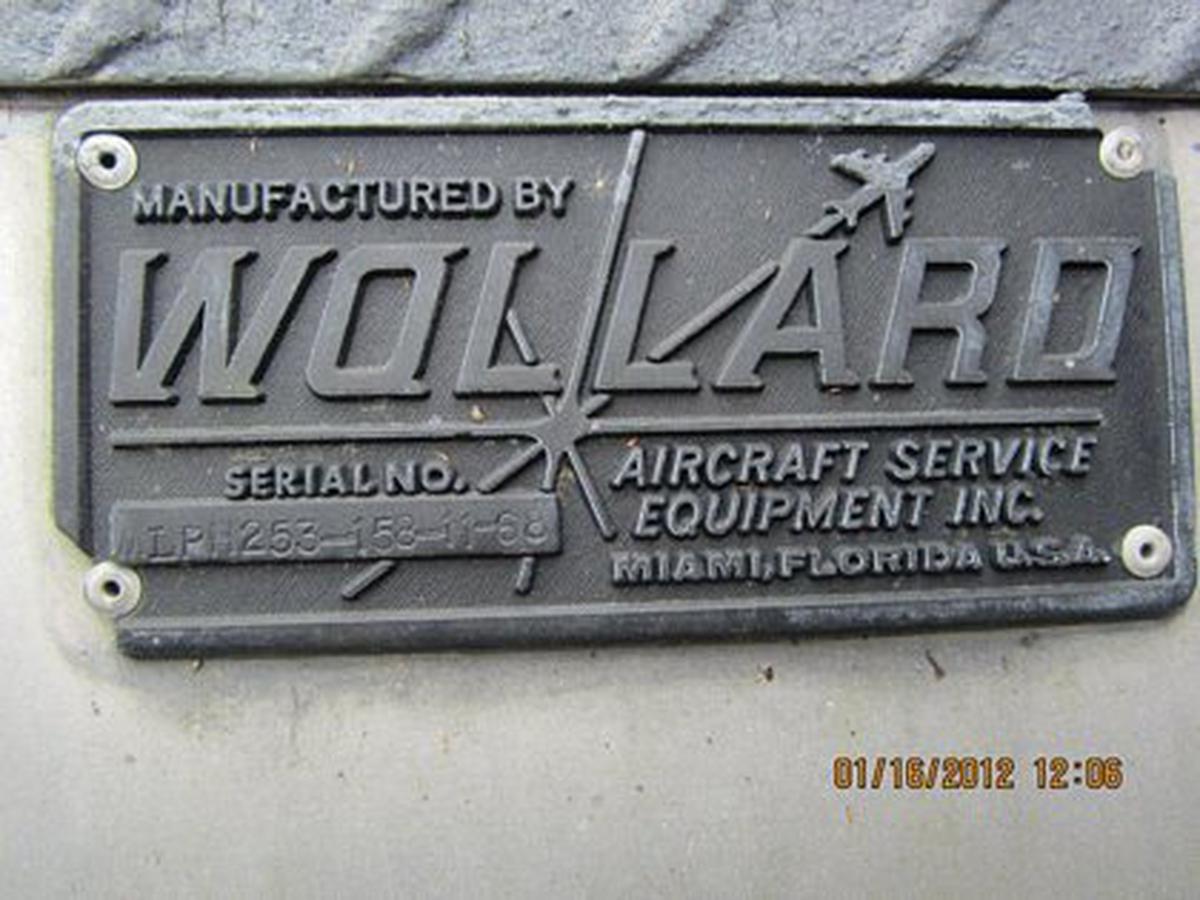 MANUFACTURED BY
WOLLARD
SERIAL NO.
AIRCRAFT SERVICE
EQUIPMENT INC.
MIAMI, FLORIDA U.S.A.
01/16/2012 12:06